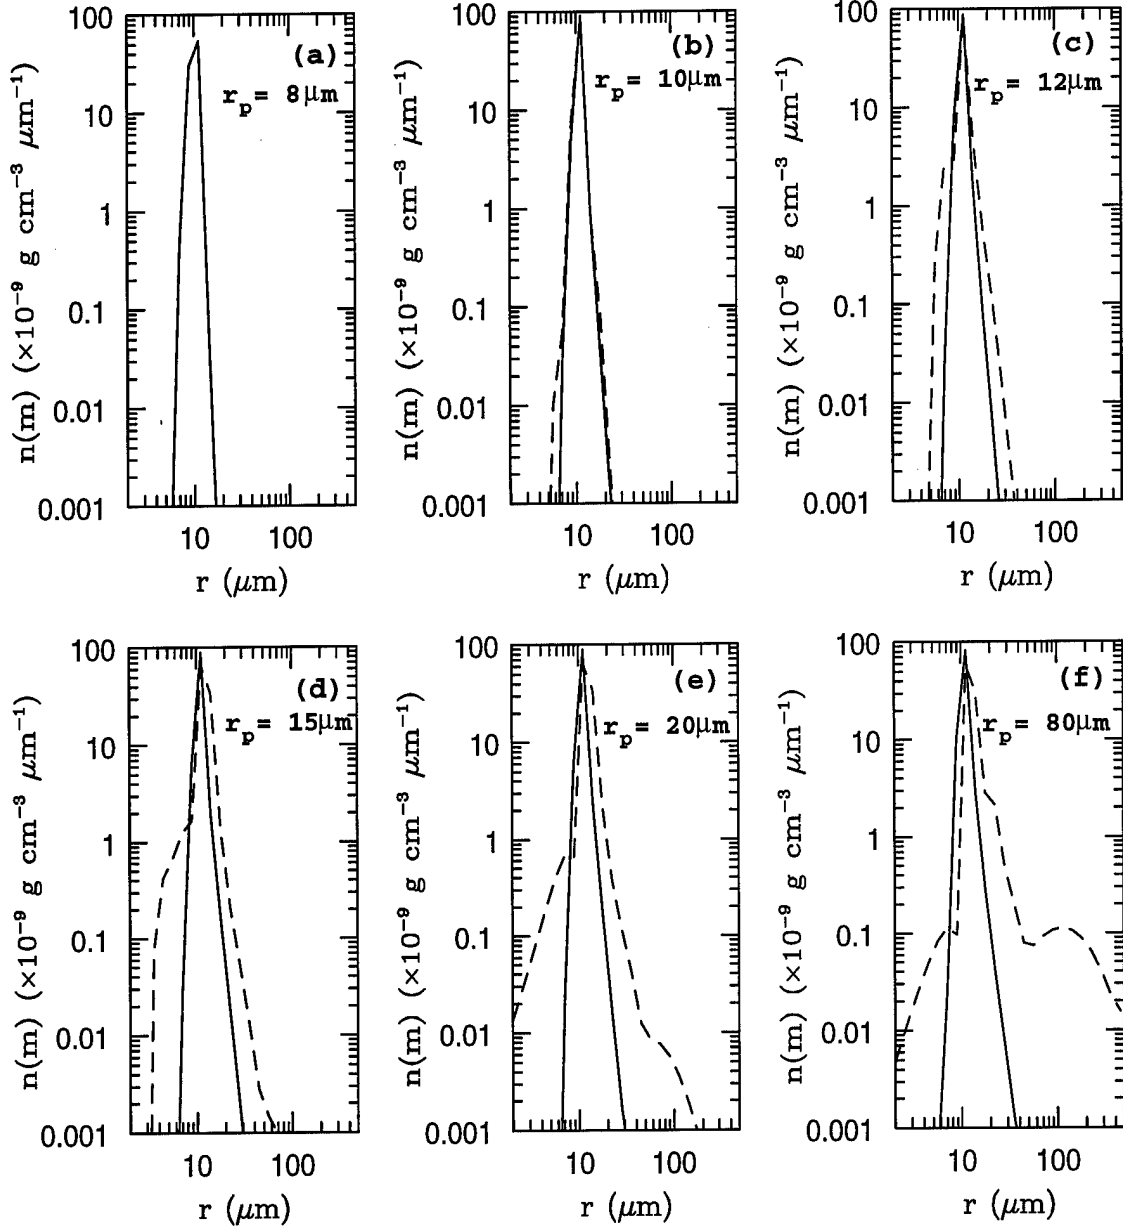 100
10
1
0.1
0.01
0.001
n(m) (×10⁻⁹ g cm⁻³ μm⁻¹)
(a)
r_p= 8μm
10 100
r (μm)
100
10
1
0.1
0.01
0.001
n(m) (×10⁻⁹ g cm⁻³ μm⁻¹)
(b)
r_p= 10μm
10 100
r (μm)
100
10
1
0.1
0.01
0.001
n(m) (×10⁻⁹ g cm⁻³ μm⁻¹)
(c)
r_p= 12μm
10 100
r (μm)
100
10
1
0.1
0.01
0.001
n(m) (×10⁻⁹ g cm⁻³ μm⁻¹)
(d)
r_p= 15μm
10 100
r (μm)
100
10
1
0.1
0.01
0.001
n(m) (×10⁻⁹ g cm⁻³ μm⁻¹)
(e)
r_p= 20μm
10 100
r (μm)
100
10
1
0.1
0.01
0.001
n(m) (×10⁻⁹ g cm⁻³ μm⁻¹)
(f)
r_p= 80μm
10 100
r (μm)